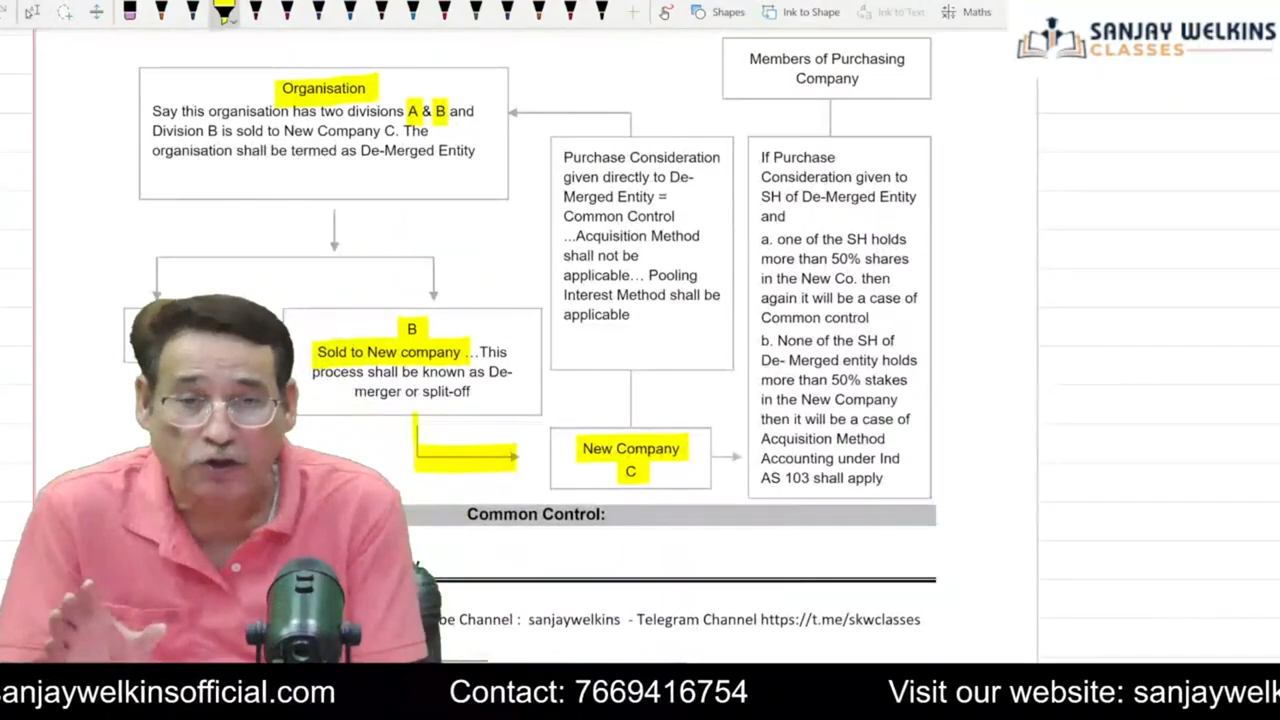 Shapes
Ink to Shape
Ink to Text
Maths
SANJAY WELKINS
CLASSES
Organisation
Say this organisation has two divisions A & B and
Division B is sold to New Company C. The
organisation shall be termed as De-Merged Entity
Members of Purchasing
Company
Purchase Consideration
given directly to De-
Merged Entity =
Common Control
...Acquisition Method
shall not be
applicable... Pooling
Interest Method shall be
applicable
If Purchase
Consideration given to
SH of De-Merged Entity
and
a. one of the SH holds
more than 50% shares
in the New Co. then
again it will be a case of
Common control
b. None of the SH of
De- Merged entity holds
more than 50% stakes
in the New Company
then it will be a case of
Acquisition Method
Accounting under Ind
AS 103 shall apply
B
Sold to New company ...This
process shall be known as De-
merger or split-off
New Company
C
Common Control:
be Channel : sanjaywelkins - Telegram Channel https://t.me/skwclasses
sanjaywelkinsofficial.com Contact: 7669416754 Visit our website: sanjaywelk